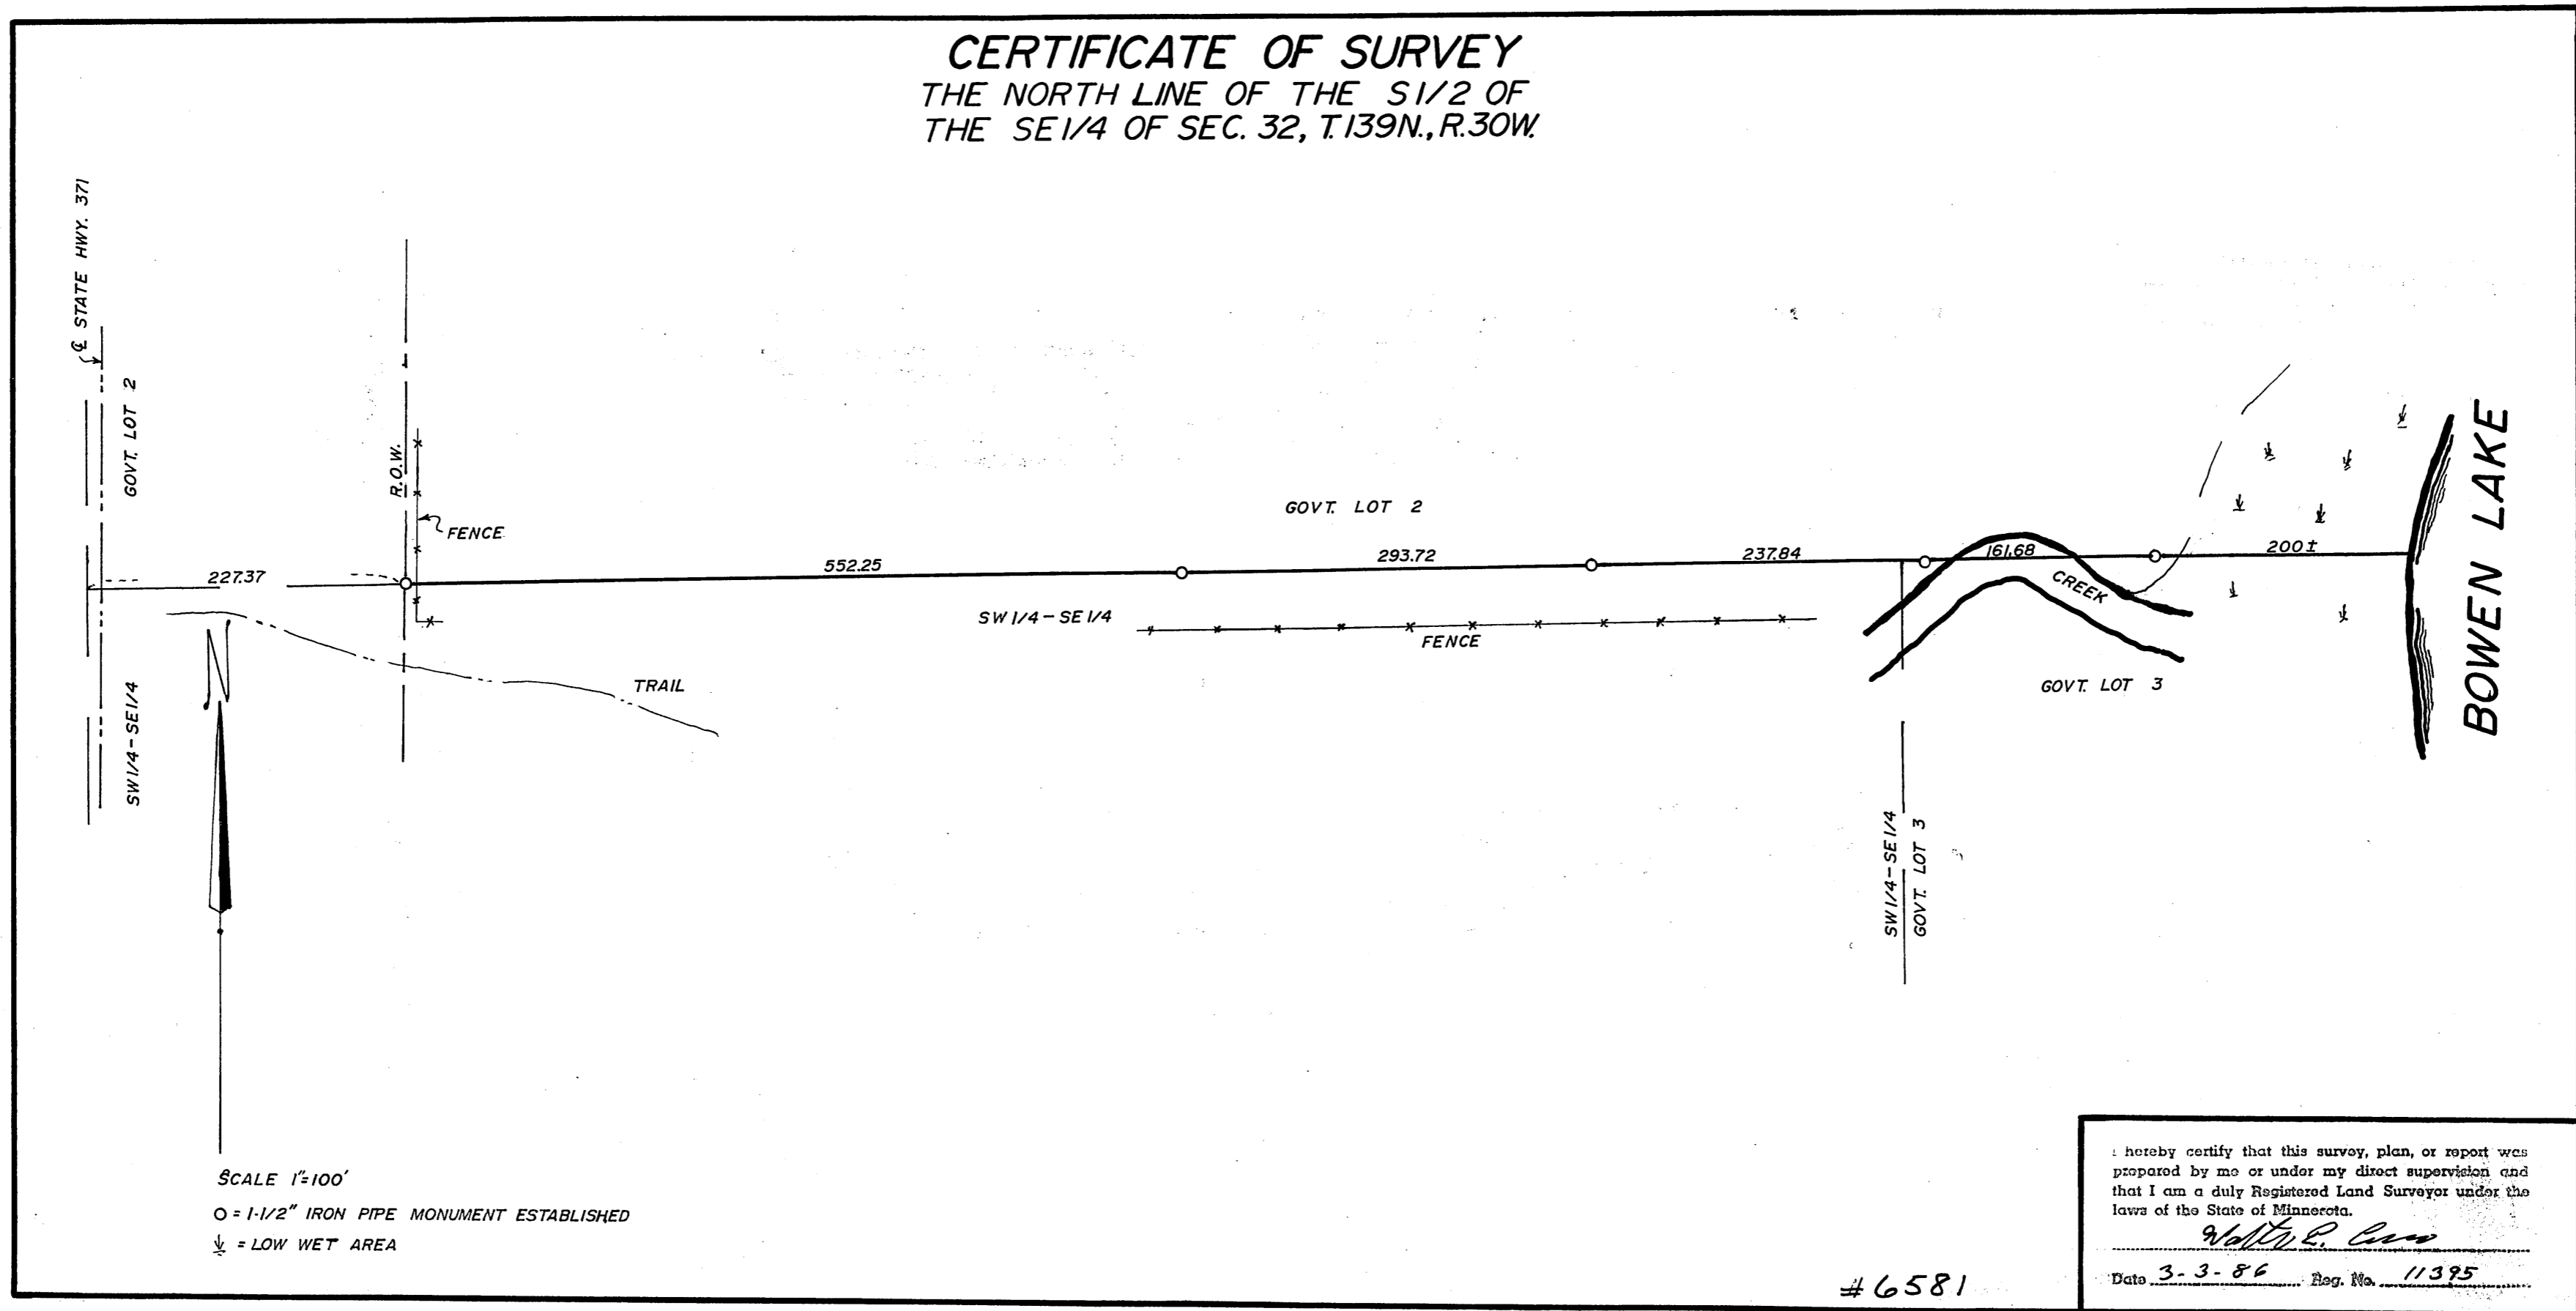 CERTIFICATE OF SURVEY
THE NORTH LINE OF THE S1/2 OF
THE SE1/4 OF SEC. 32, T.139N., R.30W.
℄ STATE HWY. 371
GOVT. LOT 2
SW1/4-SE1/4
R.O.W.
FENCE
227.37
552.25
GOVT. LOT 2
293.72
237.84
161.68
200±
CREEK
SW1/4-SE1/4
FENCE
TRAIL
GOVT. LOT 3
BOWEN LAKE
SW1/4-SE1/4
GOVT. LOT 3
N
SCALE 1"=100'
O = 1-1/2" IRON PIPE MONUMENT ESTABLISHED
= LOW WET AREA
I hereby certify that this survey, plan, or report was
prepared by me or under my direct supervision and
that I am a duly Registered Land Surveyor under the
laws of the State of Minnesota.
Date 3-3-86 Reg. No. 11395
#6581